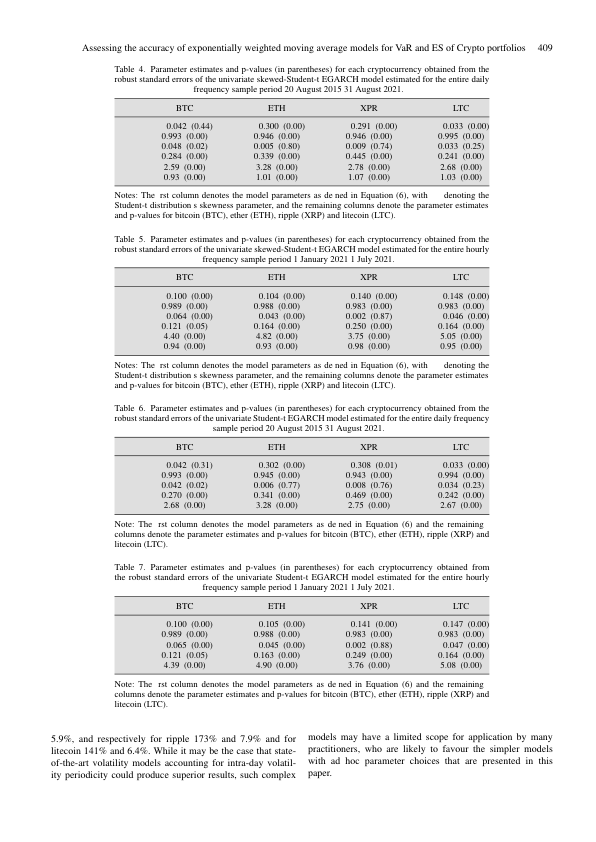 Assessing the accuracy of exponentially weighted moving average models for VaR and ES of Crypto portfolios 409
Table 4. Parameter estimates and p-values (in parentheses) for each cryptocurrency obtained from the
robust standard errors of the univariate skewed-Student-t EGARCH model estimated for the entire daily
frequency sample period 20 August 2015 31 August 2021.
BTC ETH XPR LTC
0.042 (0.44) 0.300 (0.00) 0.291 (0.00) 0.033 (0.00)
0.993 (0.00) 0.946 (0.00) 0.946 (0.00) 0.995 (0.00)
0.048 (0.02) 0.005 (0.80) 0.009 (0.74) 0.033 (0.25)
0.284 (0.00) 0.339 (0.00) 0.445 (0.00) 0.241 (0.00)
2.59 (0.00) 3.28 (0.00) 2.78 (0.00) 2.68 (0.00)
0.93 (0.00) 1.01 (0.00) 1.07 (0.00) 1.03 (0.00)
Notes: The rst column denotes the model parameters as de ned in Equation (6), with denoting the
Student-t distribution s skewness parameter, and the remaining columns denote the parameter estimates
and p-values for bitcoin (BTC), ether (ETH), ripple (XRP) and litecoin (LTC).
Table 5. Parameter estimates and p-values (in parentheses) for each cryptocurrency obtained from the
robust standard errors of the univariate skewed-Student-t EGARCH model estimated for the entire hourly
frequency sample period 1 January 2021 1 July 2021.
BTC ETH XPR LTC
0.100 (0.00) 0.104 (0.00) 0.140 (0.00) 0.148 (0.00)
0.989 (0.00) 0.988 (0.00) 0.983 (0.00) 0.983 (0.00)
0.064 (0.00) 0.043 (0.00) 0.002 (0.87) 0.046 (0.00)
0.121 (0.05) 0.164 (0.00) 0.250 (0.00) 0.164 (0.00)
4.40 (0.00) 4.82 (0.00) 3.75 (0.00) 5.05 (0.00)
0.94 (0.00) 0.93 (0.00) 0.98 (0.00) 0.95 (0.00)
Notes: The rst column denotes the model parameters as de ned in Equation (6), with denoting the
Student-t distribution s skewness parameter, and the remaining columns denote the parameter estimates
and p-values for bitcoin (BTC), ether (ETH), ripple (XRP) and litecoin (LTC).
Table 6. Parameter estimates and p-values (in parentheses) for each cryptocurrency obtained from the
robust standard errors of the univariate Student-t EGARCH model estimated for the entire daily frequency
sample period 20 August 2015 31 August 2021.
BTC ETH XPR LTC
0.042 (0.31) 0.302 (0.00) 0.308 (0.01) 0.033 (0.00)
0.993 (0.00) 0.945 (0.00) 0.943 (0.00) 0.994 (0.00)
0.042 (0.02) 0.006 (0.77) 0.008 (0.76) 0.034 (0.23)
0.270 (0.00) 0.341 (0.00) 0.469 (0.00) 0.242 (0.00)
2.68 (0.00) 3.28 (0.00) 2.75 (0.00) 2.67 (0.00)
Note: The rst column denotes the model parameters as de ned in Equation (6) and the remaining
columns denote the parameter estimates and p-values for bitcoin (BTC), ether (ETH), ripple (XRP) and
litecoin (LTC).
Table 7. Parameter estimates and p-values (in parentheses) for each cryptocurrency obtained from
the robust standard errors of the univariate Student-t EGARCH model estimated for the entire hourly
frequency sample period 1 January 2021 1 July 2021.
BTC ETH XPR LTC
0.100 (0.00) 0.105 (0.00) 0.141 (0.00) 0.147 (0.00)
0.989 (0.00) 0.988 (0.00) 0.983 (0.00) 0.983 (0.00)
0.065 (0.00) 0.045 (0.00) 0.002 (0.88) 0.047 (0.00)
0.121 (0.05) 0.163 (0.00) 0.249 (0.00) 0.164 (0.00)
4.39 (0.00) 4.90 (0.00) 3.76 (0.00) 5.08 (0.00)
Note: The rst column denotes the model parameters as de ned in Equation (6) and the remaining
columns denote the parameter estimates and p-values for bitcoin (BTC), ether (ETH), ripple (XRP) and
litecoin (LTC).
5.9%, and respectively for ripple 173% and 7.9% and for
litecoin 141% and 6.4%. While it may be the case that state-
of-the-art volatility models accounting for intra-day volatil-
ity periodicity could produce superior results, such complex
models may have a limited scope for application by many
practitioners, who are likely to favour the simpler models
with ad hoc parameter choices that are presented in this
paper.